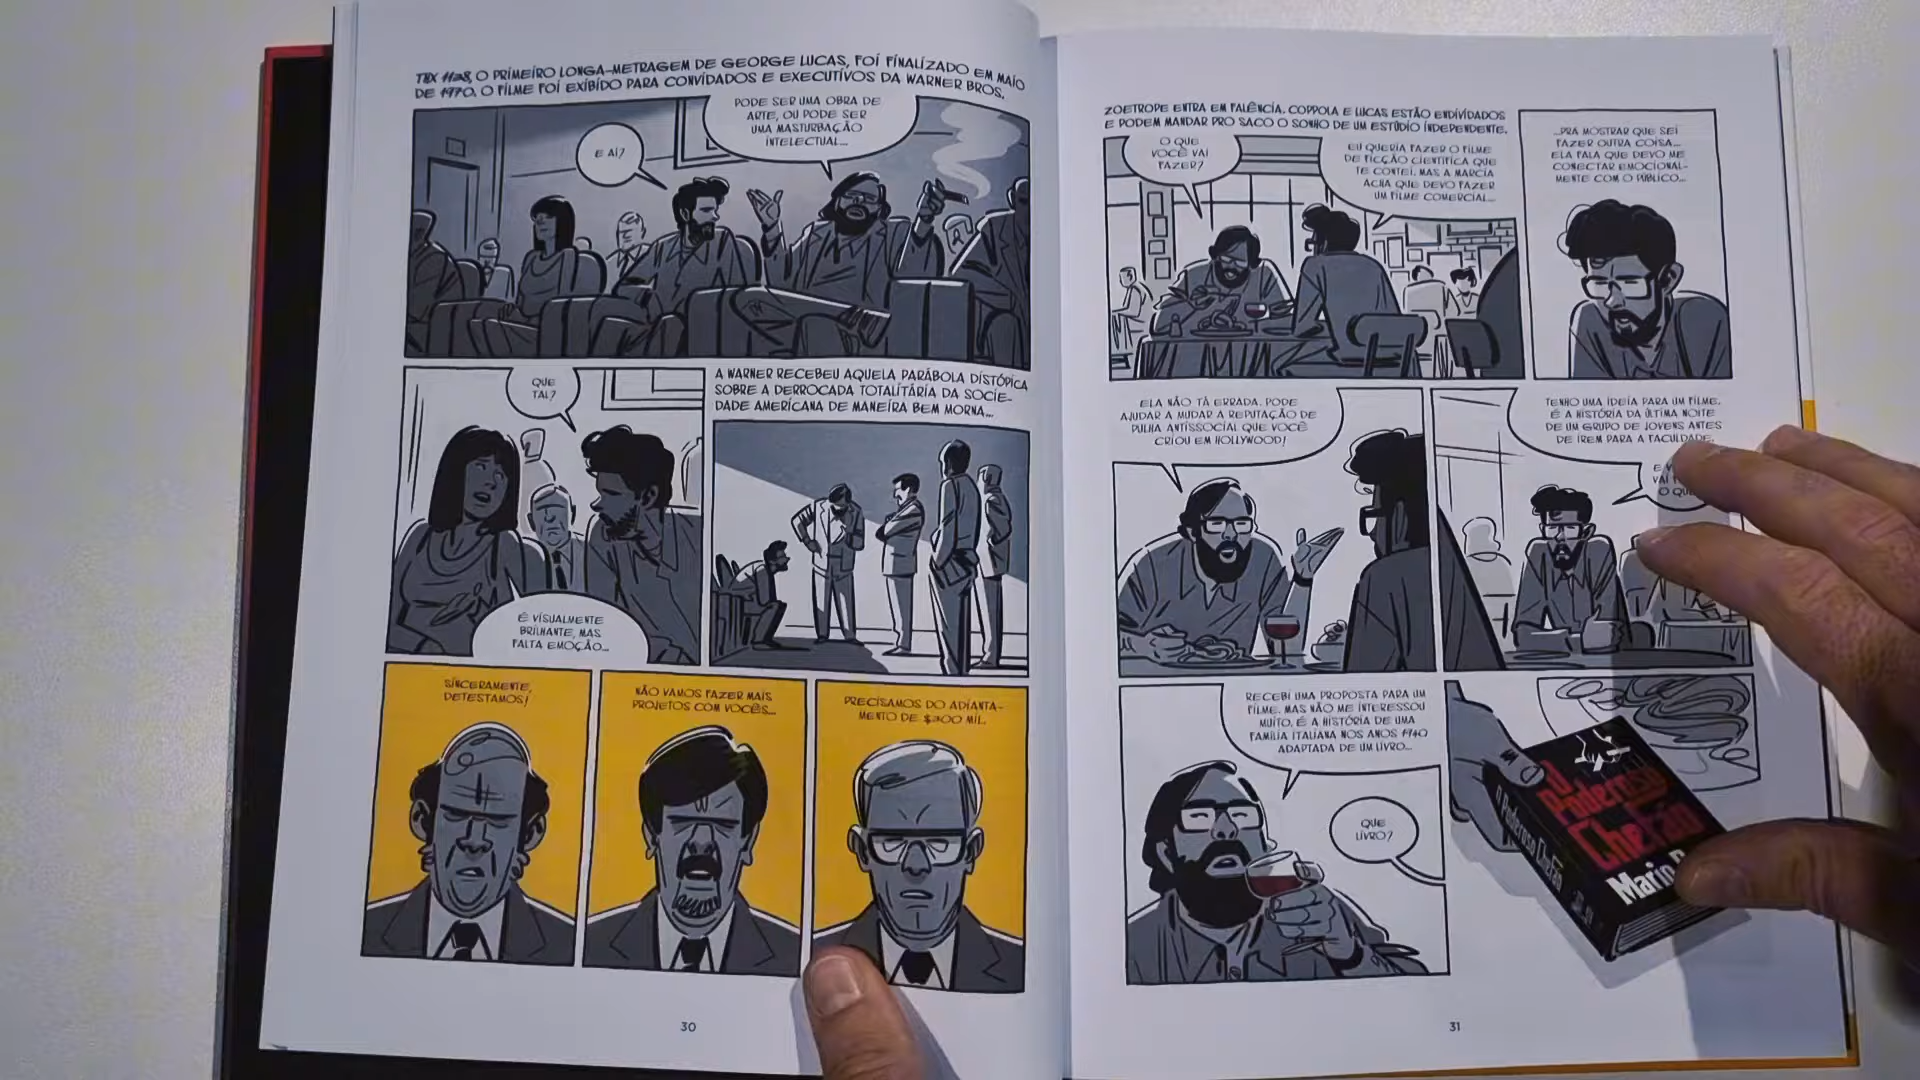 THX 1138, O PRIMEIRO LONGA-METRAGEM DE GEORGE LUCAS, FOI FINALIZADO EM MAIO
DE 1970. O FILME FOI EXIBIDO PARA CONVIDADOS E EXECUTIVOS DA WARNER BROS.
E AÍ?
PODE SER UMA OBRA DE
ARTE, OU PODE SER
UMA MASTURBAÇÃO
INTELECTUAL...
QUE
TAL?
É VISUALMENTE
BRILHANTE, MAS
FALTA EMOÇÃO...
A WARNER RECEBEU AQUELA PARÁBOLA DISTÓPICA
SOBRE A DERROCADA TOTALITÁRIA DA SOCIE-
DADE AMERICANA DE MANEIRA BEM MORNA...
SINCERAMENTE,
DETESTAMOS!
NÃO VAMOS FAZER MAIS
PROJETOS COM VOCÊS...
PRECISAMOS DO ADIANTA-
MENTO DE $300 MIL.
30
ZOETROPE ENTRA EM FALÊNCIA. COPPOLA E LUCAS ESTÃO ENDIVIDADOS
E PODEM MANDAR PRO SACO O SONHO DE UM ESTÚDIO INDEPENDENTE.
O QUE
VOCÊ VAI
FAZER?
EU QUERIA FAZER O FILME
DE FICÇÃO CIENTÍFICA QUE
TE CONTEI. MAS A MARCIA
ACHA QUE DEVO FAZER
UM FILME COMERCIAL...
...PRA MOSTRAR QUE SEI
FAZER OUTRA COISA...
ELA FALA QUE DEVO ME
CONECTAR EMOCIONAL-
MENTE COM O PÚBLICO...
ELA NÃO TÁ ERRADA. PODE
AJUDAR A MUDAR A REPUTAÇÃO DE
PULHA ANTISSOCIAL QUE VOCÊ
CRIOU EM HOLLYWOOD!
TENHO UMA IDEIA PARA UM FILME.
É A HISTÓRIA DA ÚLTIMA NOITE
DE UM GRUPO DE JOVENS ANTES
DE IREM PARA A FACULDADE.
E
VAI
O
RECEBI UMA PROPOSTA PARA UM
FILME. MAS NÃO ME INTERESSOU
MUITO. É A HISTÓRIA DE UMA
FAMÍLIA ITALIANA NOS ANOS 1940
ADAPTADA DE UM LIVRO...
QUE
LIVRO?
O
Poderoso
Chefão
Mario
O Poderoso Chefão
31